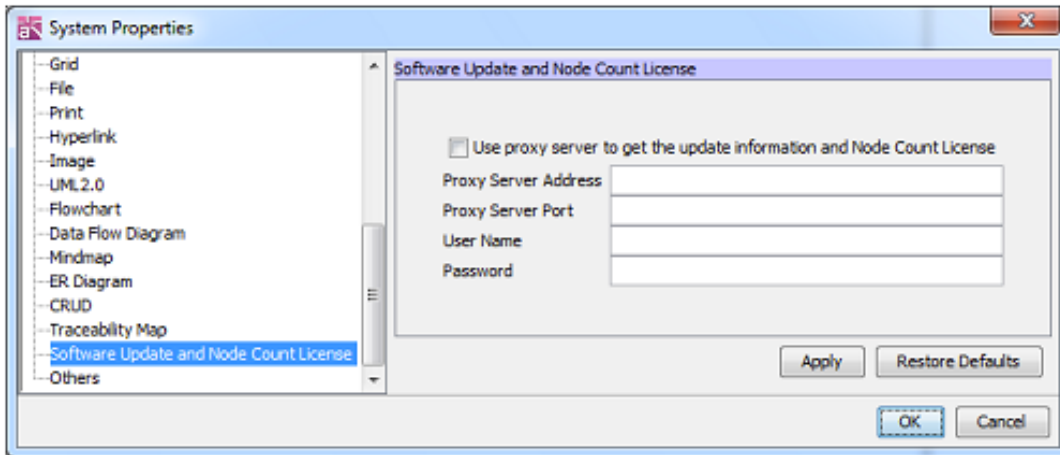 System Properties
Grid
File
Print
Hyperlink
Image
UML2.0
Flowchart
Data Flow Diagram
Mindmap
ER Diagram
CRUD
Traceability Map
Software Update and Node Count License
Others
Software Update and Node Count License
Use proxy server to get the update information and Node Count License
Proxy Server Address
Proxy Server Port
User Name
Password
Apply
Restore Defaults
OK
Cancel